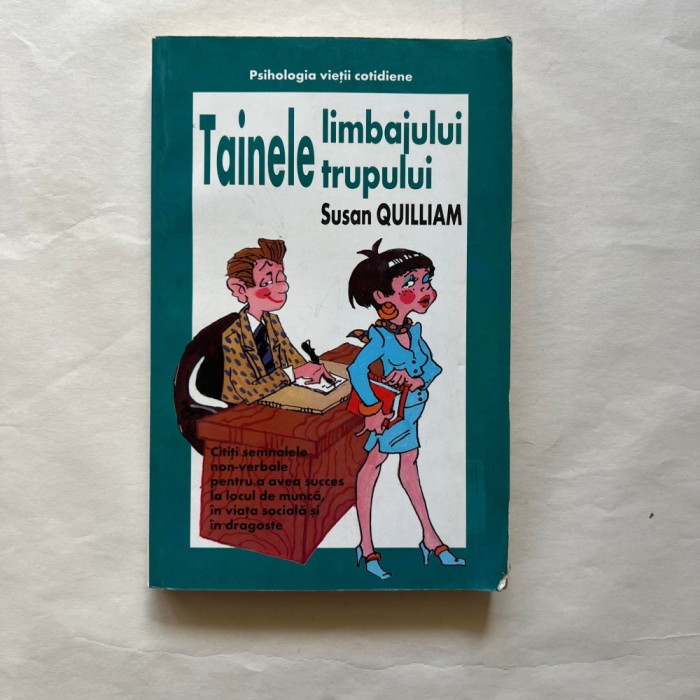 Psihologia vieții cotidiene
Tainele limbajului
trupului
Susan QUILLIAM
Citiți semnalele
non-verbale
pentru a avea succes
la locul de muncă,
în viața socială și
în dragoste